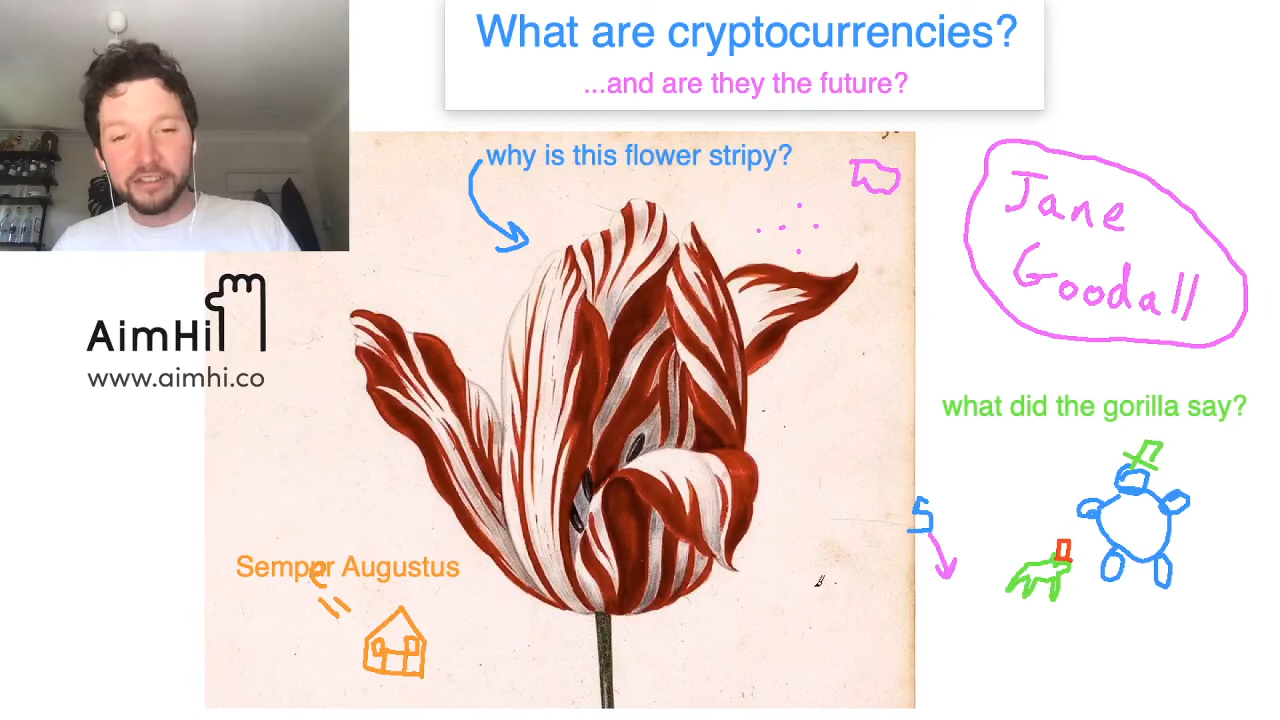 What are cryptocurrencies?
...and are they the future?
why is this flower stripy?
Jane
Goodall
AimHi
www.aimhi.co
what did the gorilla say?
5
Semper Augustus